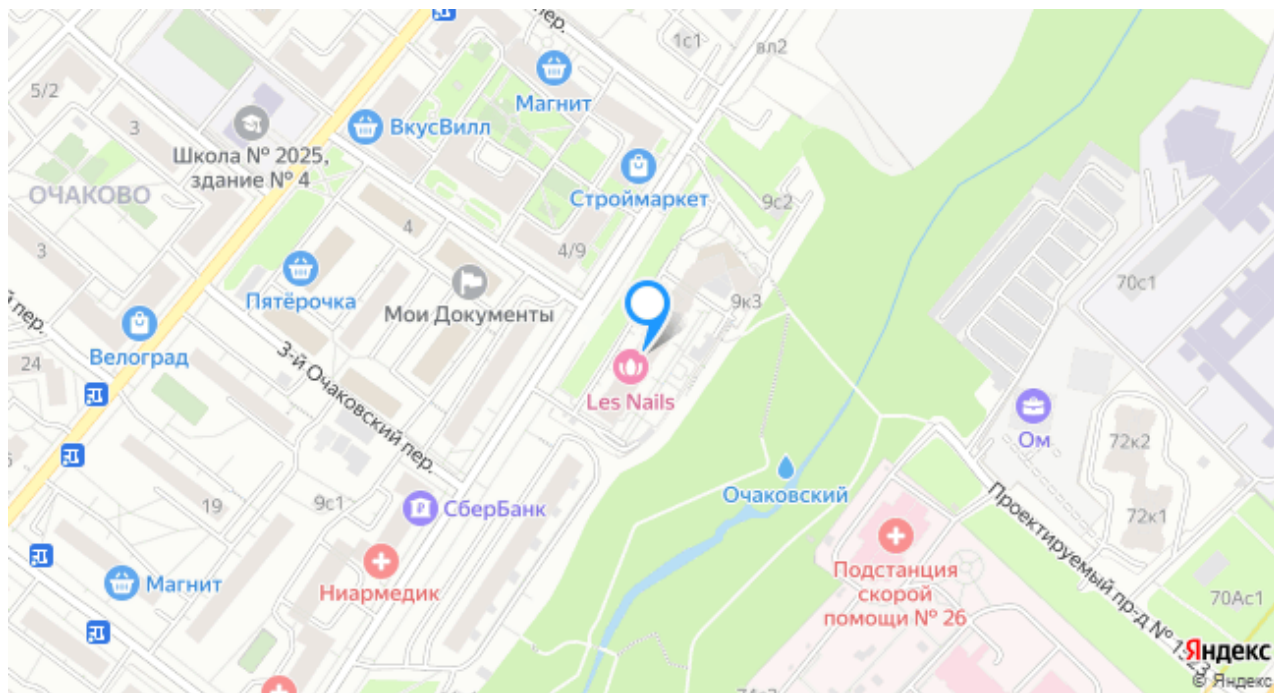 пер.
1с1
вл2
5/2
Магнит
3
ВкусВилл
Школа № 2025,
здание № 4
ОЧАКОВО
Строймаркет
9с2
4
3
4/9
70с1
Пятёрочка
Мои Документы
9к3
й пер.
Велоград
24
3-й Очаковский пер.
Les Nails
Ом
72к2
Очаковский
19
9с1
СберБанк
72к1
Проектируемый пр-д № 1523
Магнит
Ниармедик
Подстанция
скорой
помощи № 26
70Ас1
Яндекс
© Яндекс